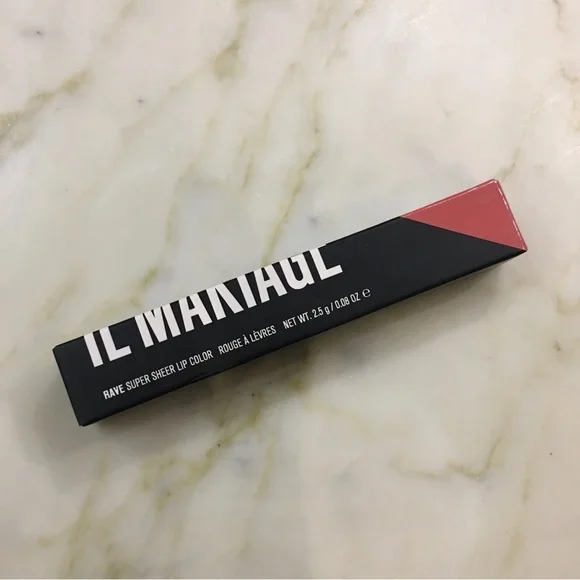 IL MAKIAGE
RAVE SUPER SHEER LIP COLOR ROUGE À LÈVRES NET WT. 2.5 g / 0.08 OZ ℮